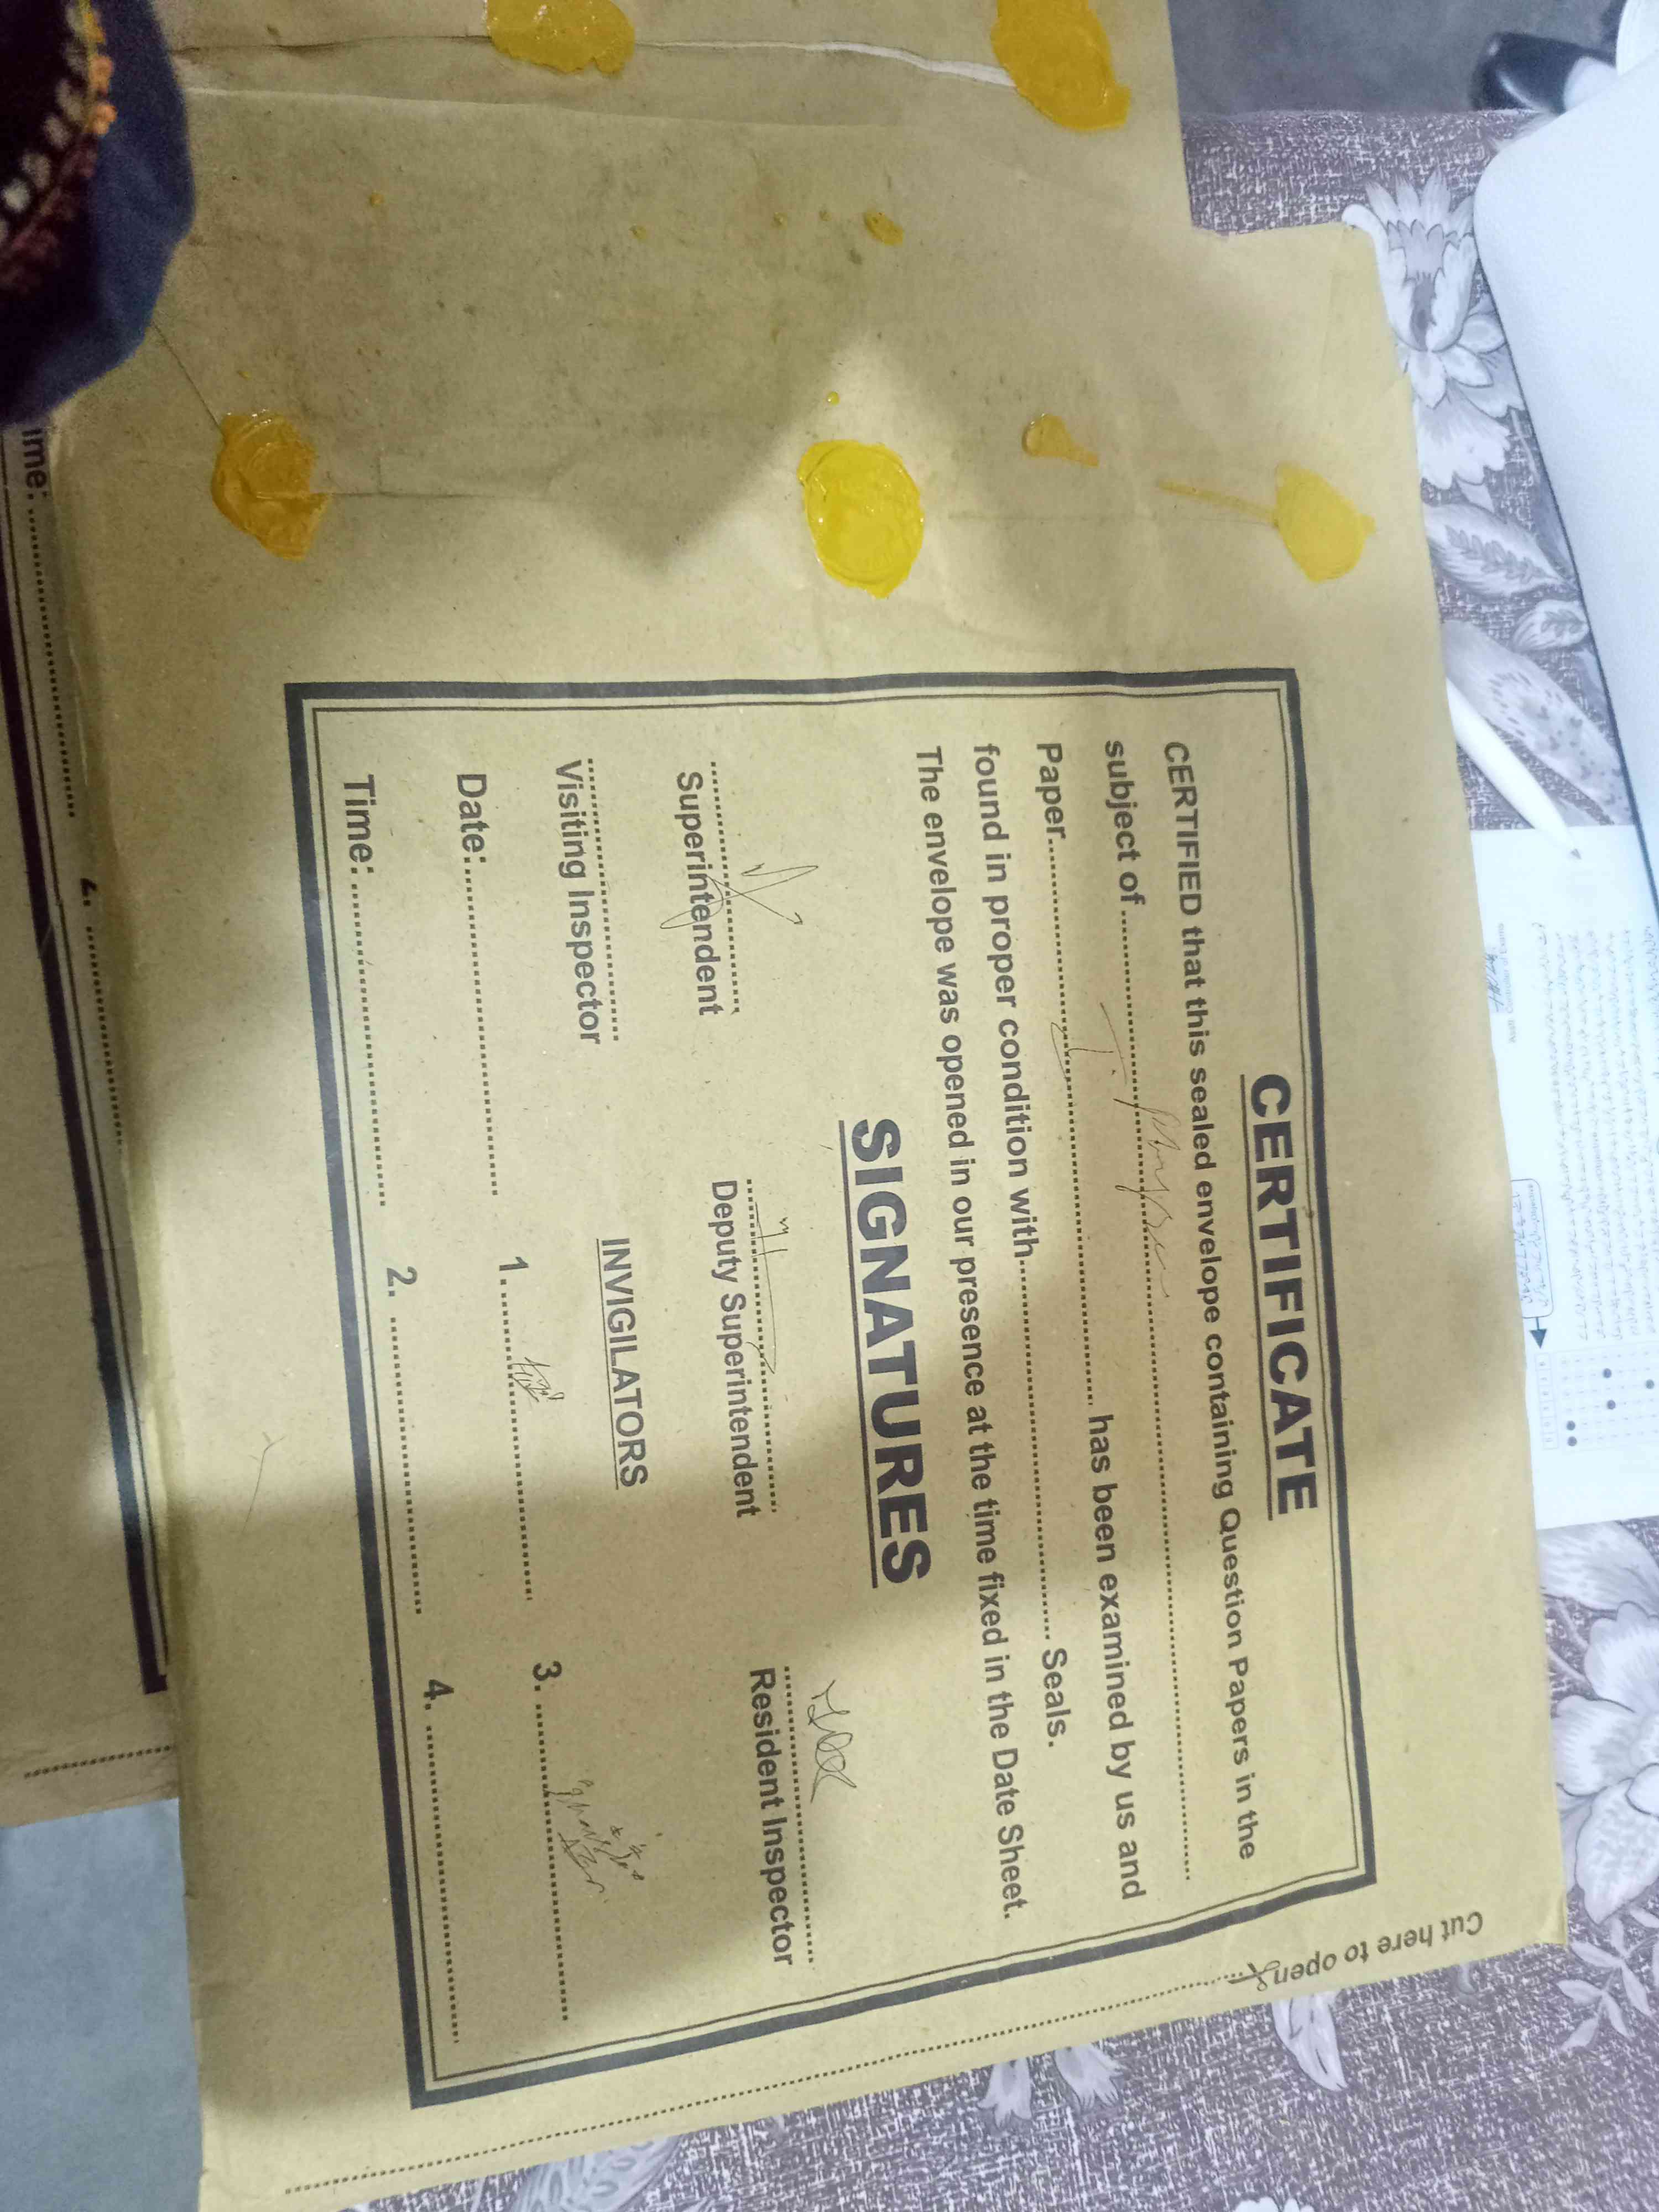 CERTIFICATE
CERTIFIED that this sealed envelope containing Question Papers in the
subject of........................
Paper........................ has been examined by us and
found in proper condition with........................ Seals.
The envelope was opened in our presence at the time fixed in the Date Sheet.
SIGNATURES
Superintendent
Deputy Superintendent
Resident Inspector
Visiting Inspector
INVIGILATORS
Date:........................
1.........................
3. ........................
Time: ........................
2. ........................
4. ........................
Cut here to open
ime: ........................
2. ........................